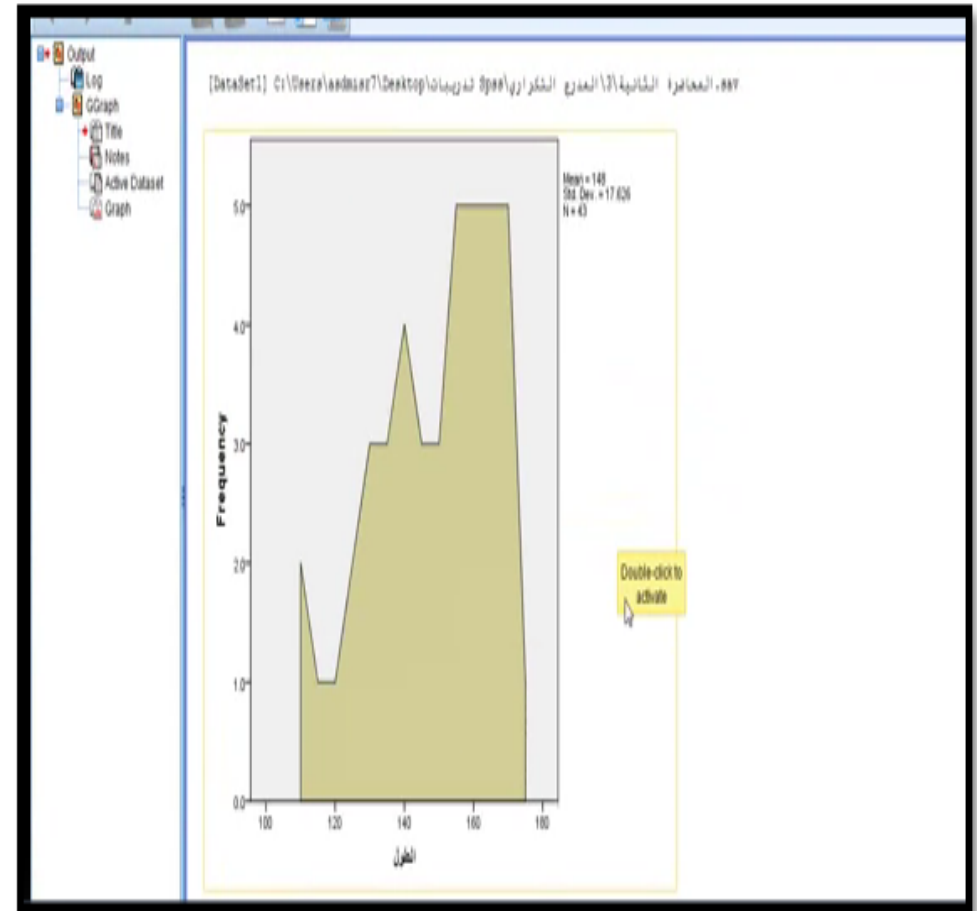 Output
Log
GGraph
Title
Notes
Active Dataset
Graph
[DataSet1] C:\Users\asdmisr7\Desktop\تدريبات Spss\المحاضرة الثانية\3\المدرج التكراري.sav
Mean = 148
Std. Dev. = 17.626
N = 43
5.0
4.0
3.0
2.0
1.0
0.0
Frequency
100 120 140 160 180
الطول
Double-click to
activate